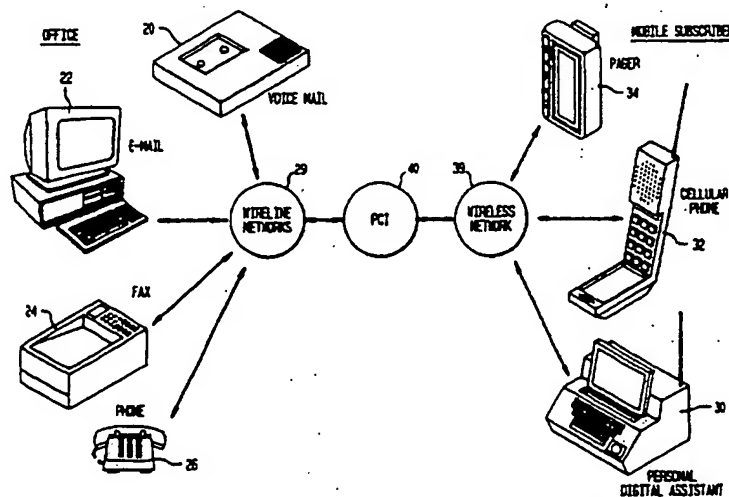 OFFICE
20
MOBILE SUBSCRIBER
22
VOICE MAIL
PAGER
34
E-MAIL
29
40
39
WIRELINE
NETWORKS
PCI
WIRELESS
NETWORK
CELLULAR
PHONE
32
FAX
24
PHONE
26
30
PERSONAL
DIGITAL ASSISTANT